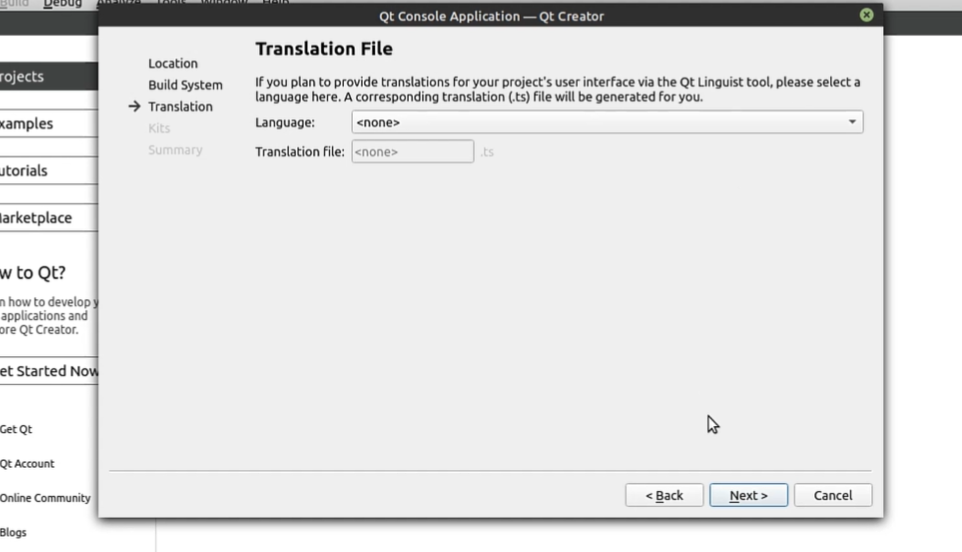 Build Debug Analyze Tools Window Help
Qt Console Application — Qt Creator
Location
Build System
Translation
Kits
Summary
Translation File
If you plan to provide translations for your project's user interface via the Qt Linguist tool, please select a
language here. A corresponding translation (.ts) file will be generated for you.
Language:
<none>
Translation file:
<none>
.ts
< Back
Next >
Cancel
rojects
xamples
utorials
arketplace
w to Qt?
n how to develop y
applications and
ore Qt Creator.
et Started Now
Get Qt
Qt Account
Online Community
Blogs